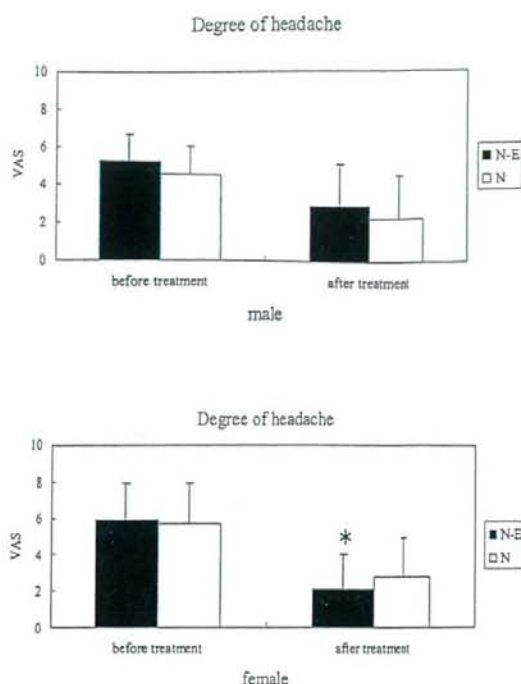 Degree of headache
10
8
6
4
2
0
VAS
N-E
N
before treatment after treatment
male
Degree of headache
10
8
6
4
2
0
VAS
*
N-E
N
before treatment after treatment
female